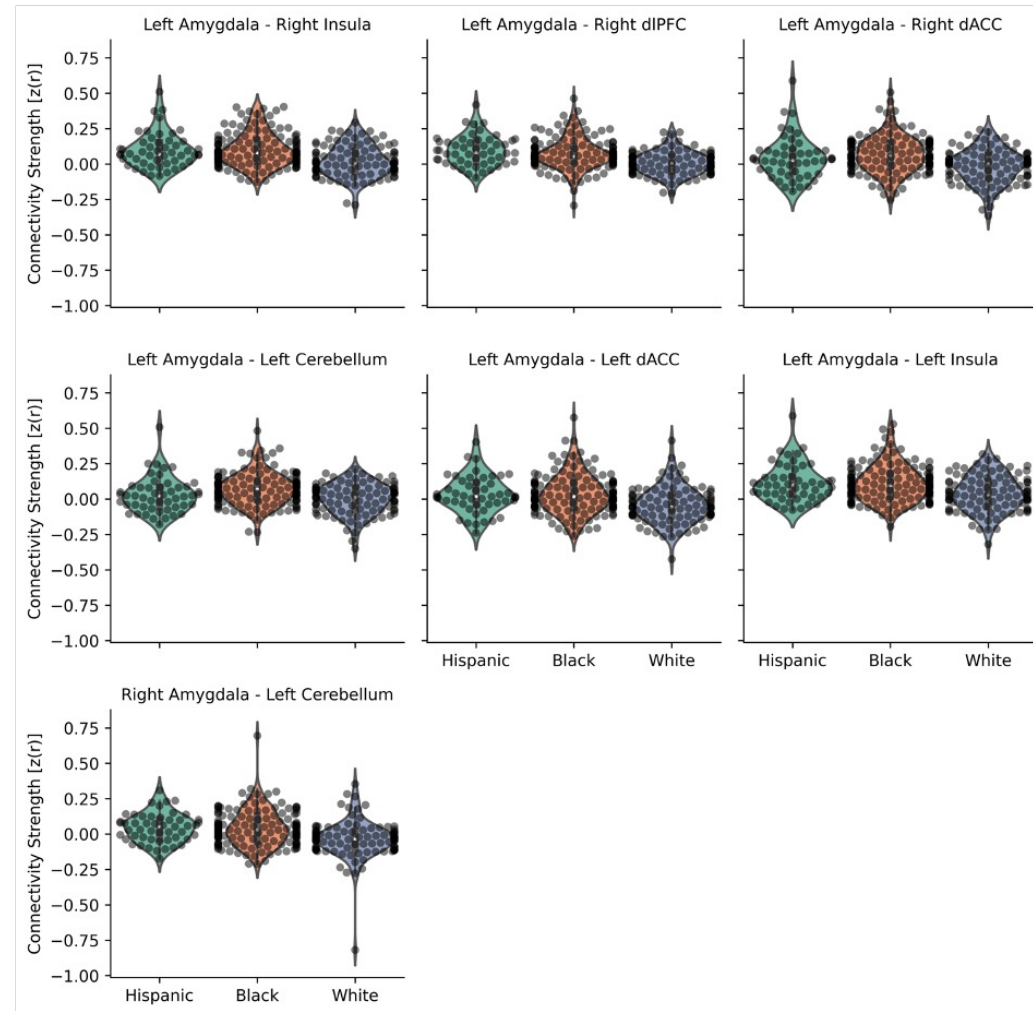 Left Amygdala - Right Insula
Left Amygdala - Right dlPFC
Left Amygdala - Right dACC
Connectivity Strength [z(r)]
0.75
0.50
0.25
0.00
−0.25
−0.50
−0.75
−1.00
Left Amygdala - Left Cerebellum
Left Amygdala - Left dACC
Left Amygdala - Left Insula
Connectivity Strength [z(r)]
0.75
0.50
0.25
0.00
−0.25
−0.50
−0.75
−1.00
Hispanic Black White
Hispanic Black White
Right Amygdala - Left Cerebellum
Connectivity Strength [z(r)]
0.75
0.50
0.25
0.00
−0.25
−0.50
−0.75
−1.00
Hispanic Black White